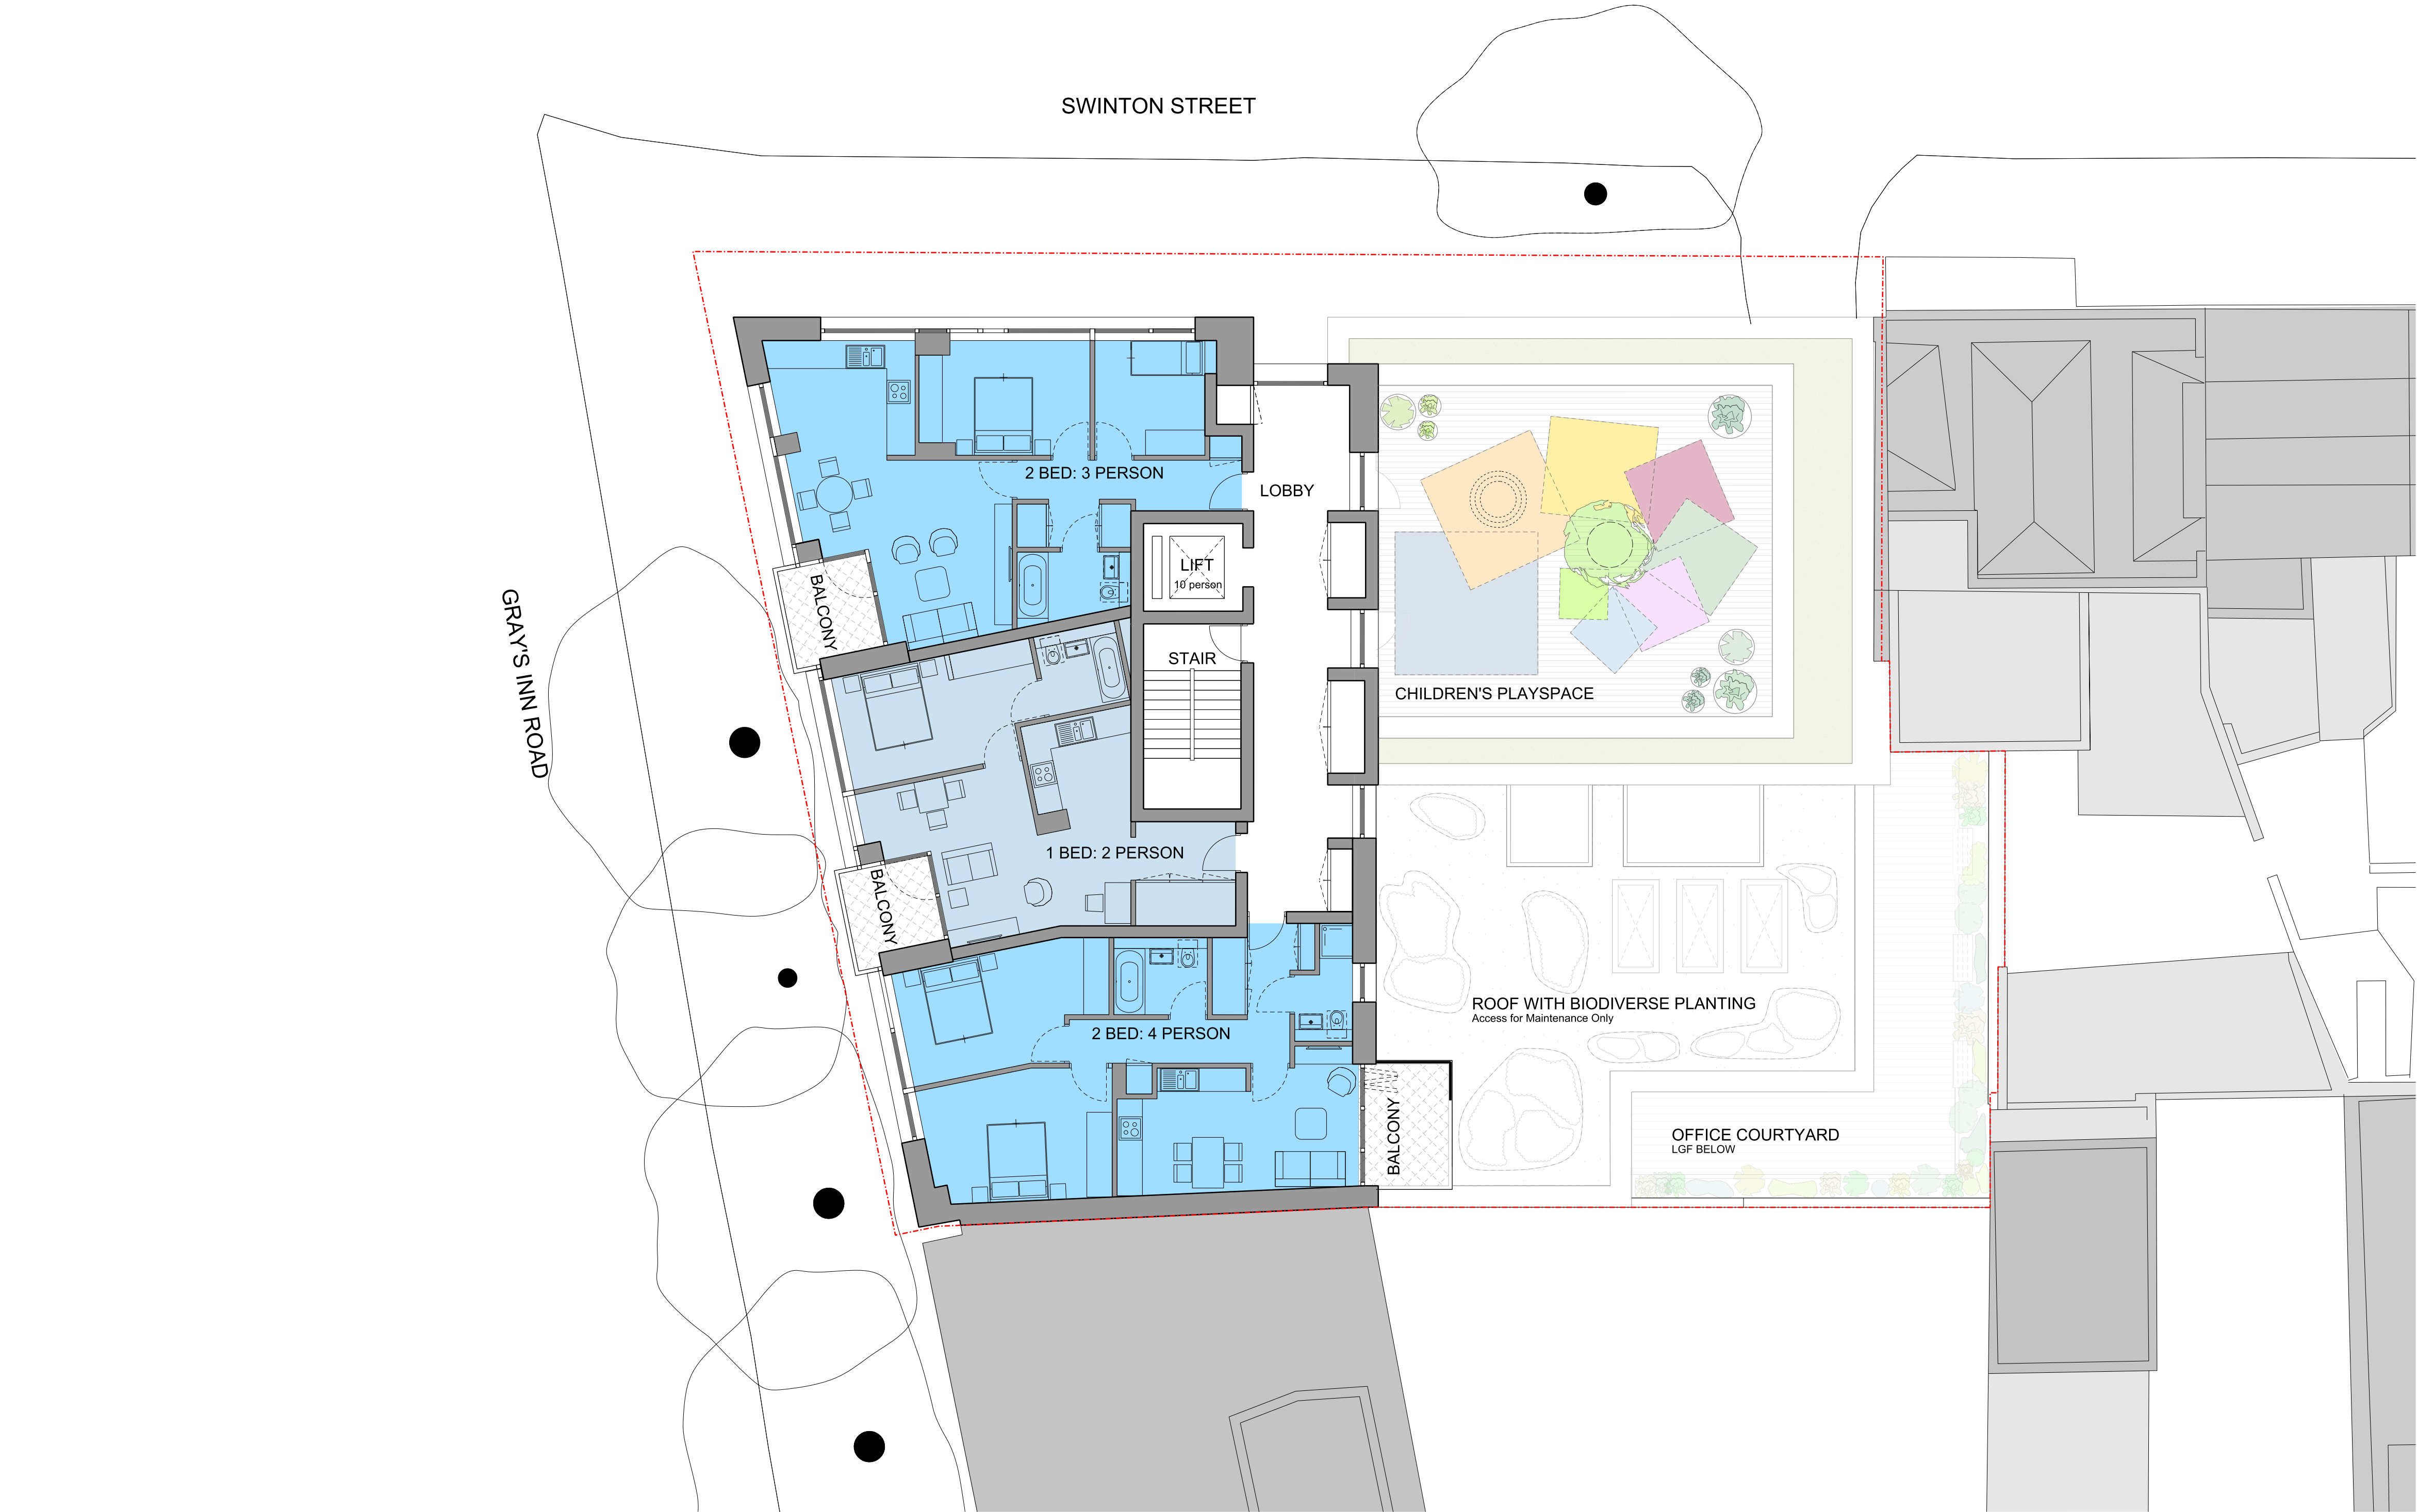 SWINTON STREET
2 BED: 3 PERSON
LOBBY
LIFT
10 person
BALCONY
GRAY'S INN ROAD
STAIR
CHILDREN'S PLAYSPACE
1 BED: 2 PERSON
BALCONY
ROOF WITH BIODIVERSE PLANTING
Access for Maintenance Only
2 BED: 4 PERSON
BALCONY
OFFICE COURTYARD
LGF BELOW